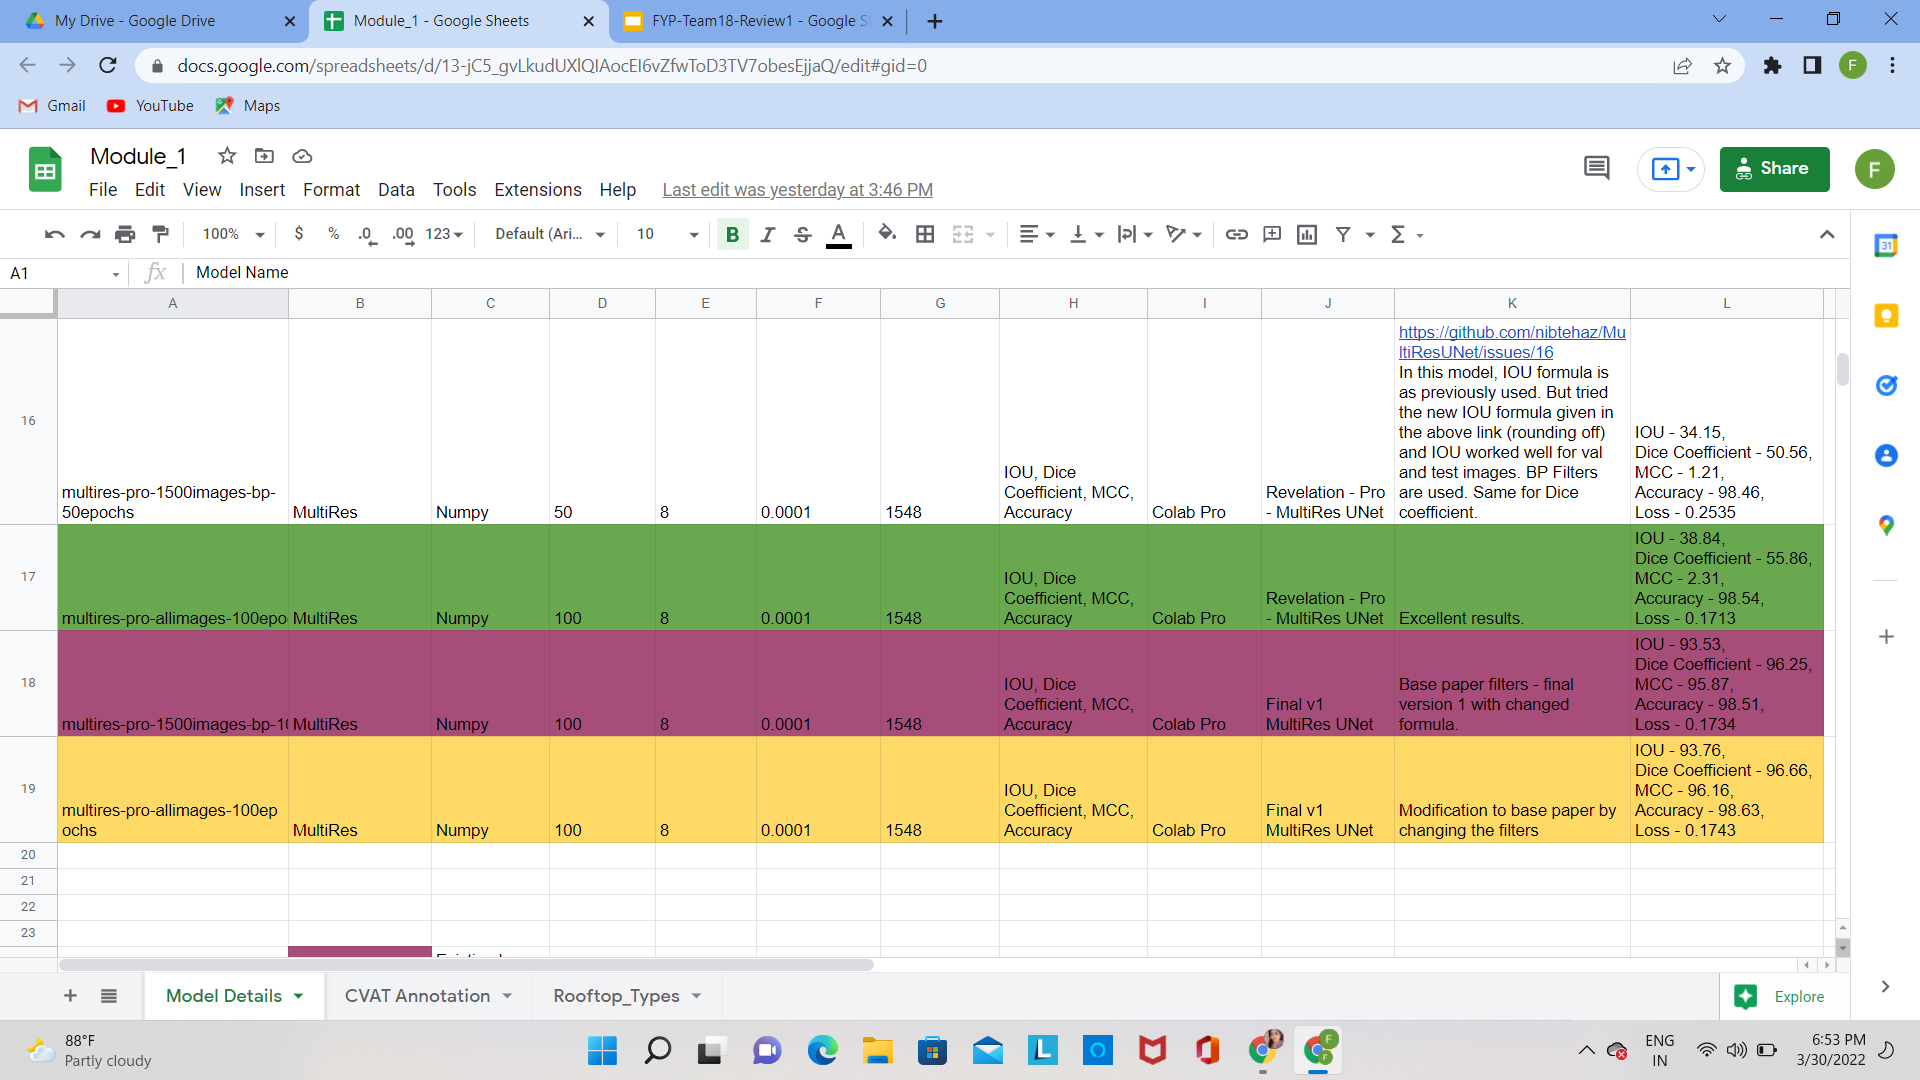 My Drive - Google Drive
Module_1 - Google Sheets
FYP-Team18-Review1 - Google Sl
docs.google.com/spreadsheets/d/13-jC5_gvLkudUXlQIAocEI6vZfwToD3TV7obesEjjaQ/edit#gid=0
F
Gmail
YouTube
Maps
Module_1
File Edit View Insert Format Data Tools Extensions Help
Last edit was yesterday at 3:46 PM
Share
F
100%
$ % .0 .00 123
Default (Ari...
10
B I S A
31
A1
fx
Model Name
A B C D E F G H I J K L
16
multires-pro-1500images-bp-
50epochs
MultiRes
Numpy
50
8
0.0001
1548
IOU, Dice
Coefficient, MCC,
Accuracy
Colab Pro
Revelation - Pro
- MultiRes UNet
https://github.com/nibtehaz/Mu
ltiResUNet/issues/16
In this model, IOU formula is
as previously used. But tried
the new IOU formula given in
the above link (rounding off)
and IOU worked well for val
and test images. BP Filters
are used. Same for Dice
coefficient.
IOU - 34.15,
Dice Coefficient - 50.56,
MCC - 1.21,
Accuracy - 98.46,
Loss - 0.2535
17
multires-pro-allimages-100epo
MultiRes
Numpy
100
8
0.0001
1548
IOU, Dice
Coefficient, MCC,
Accuracy
Colab Pro
Revelation - Pro
- MultiRes UNet
Excellent results.
IOU - 38.84,
Dice Coefficient - 55.86,
MCC - 2.31,
Accuracy - 98.54,
Loss - 0.1713
18
multires-pro-1500images-bp-10
MultiRes
Numpy
100
8
0.0001
1548
IOU, Dice
Coefficient, MCC,
Accuracy
Colab Pro
Final v1
MultiRes UNet
Base paper filters - final
version 1 with changed
formula.
IOU - 93.53,
Dice Coefficient - 96.25,
MCC - 95.87,
Accuracy - 98.51,
Loss - 0.1734
19
multires-pro-allimages-100ep
ochs
MultiRes
Numpy
100
8
0.0001
1548
IOU, Dice
Coefficient, MCC,
Accuracy
Colab Pro
Final v1
MultiRes UNet
Modification to base paper by
changing the filters
IOU - 93.76,
Dice Coefficient - 96.66,
MCC - 96.16,
Accuracy - 98.63,
Loss - 0.1743
20
21
22
23
Model Details
CVAT Annotation
Rooftop_Types
Explore
88°F
Partly cloudy
ENG
IN
6:53 PM
3/30/2022